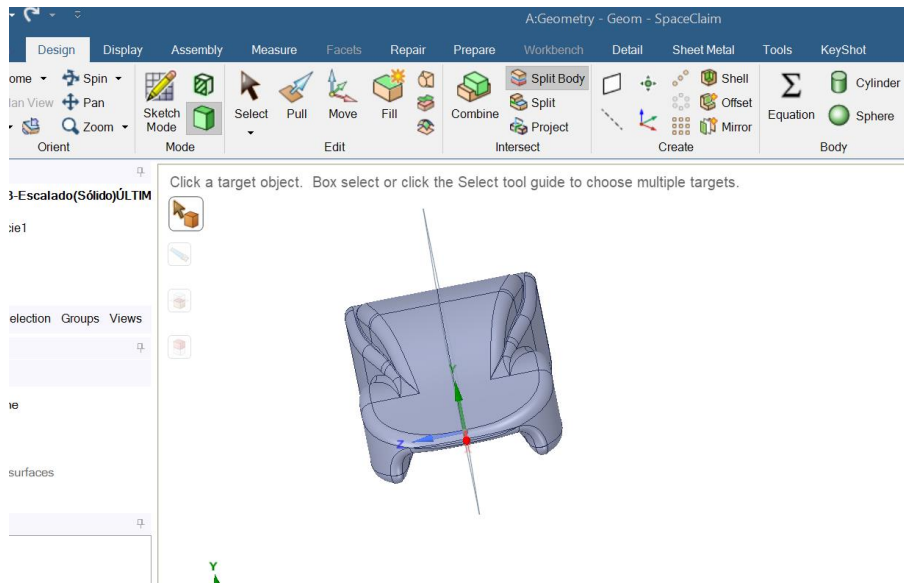 A:Geometry - Geom - SpaceClaim
Design Display Assembly Measure Facets Repair Prepare Workbench Detail Sheet Metal Tools KeyShot
ome Spin
lan View Pan
Zoom
Orient
Sketch
Mode
Mode
Select Pull Move Fill
Edit
Combine
Split Body
Split
Project
Intersect
Shell
Offset
Mirror
Create
Equation
Cylinder
Sphere
Body
3-Escalado(Sólido)ÚLTIM
cie1
election Groups Views
ne
surfaces
Click a target object. Box select or click the Select tool guide to choose multiple targets.
Y
Z
X
Y